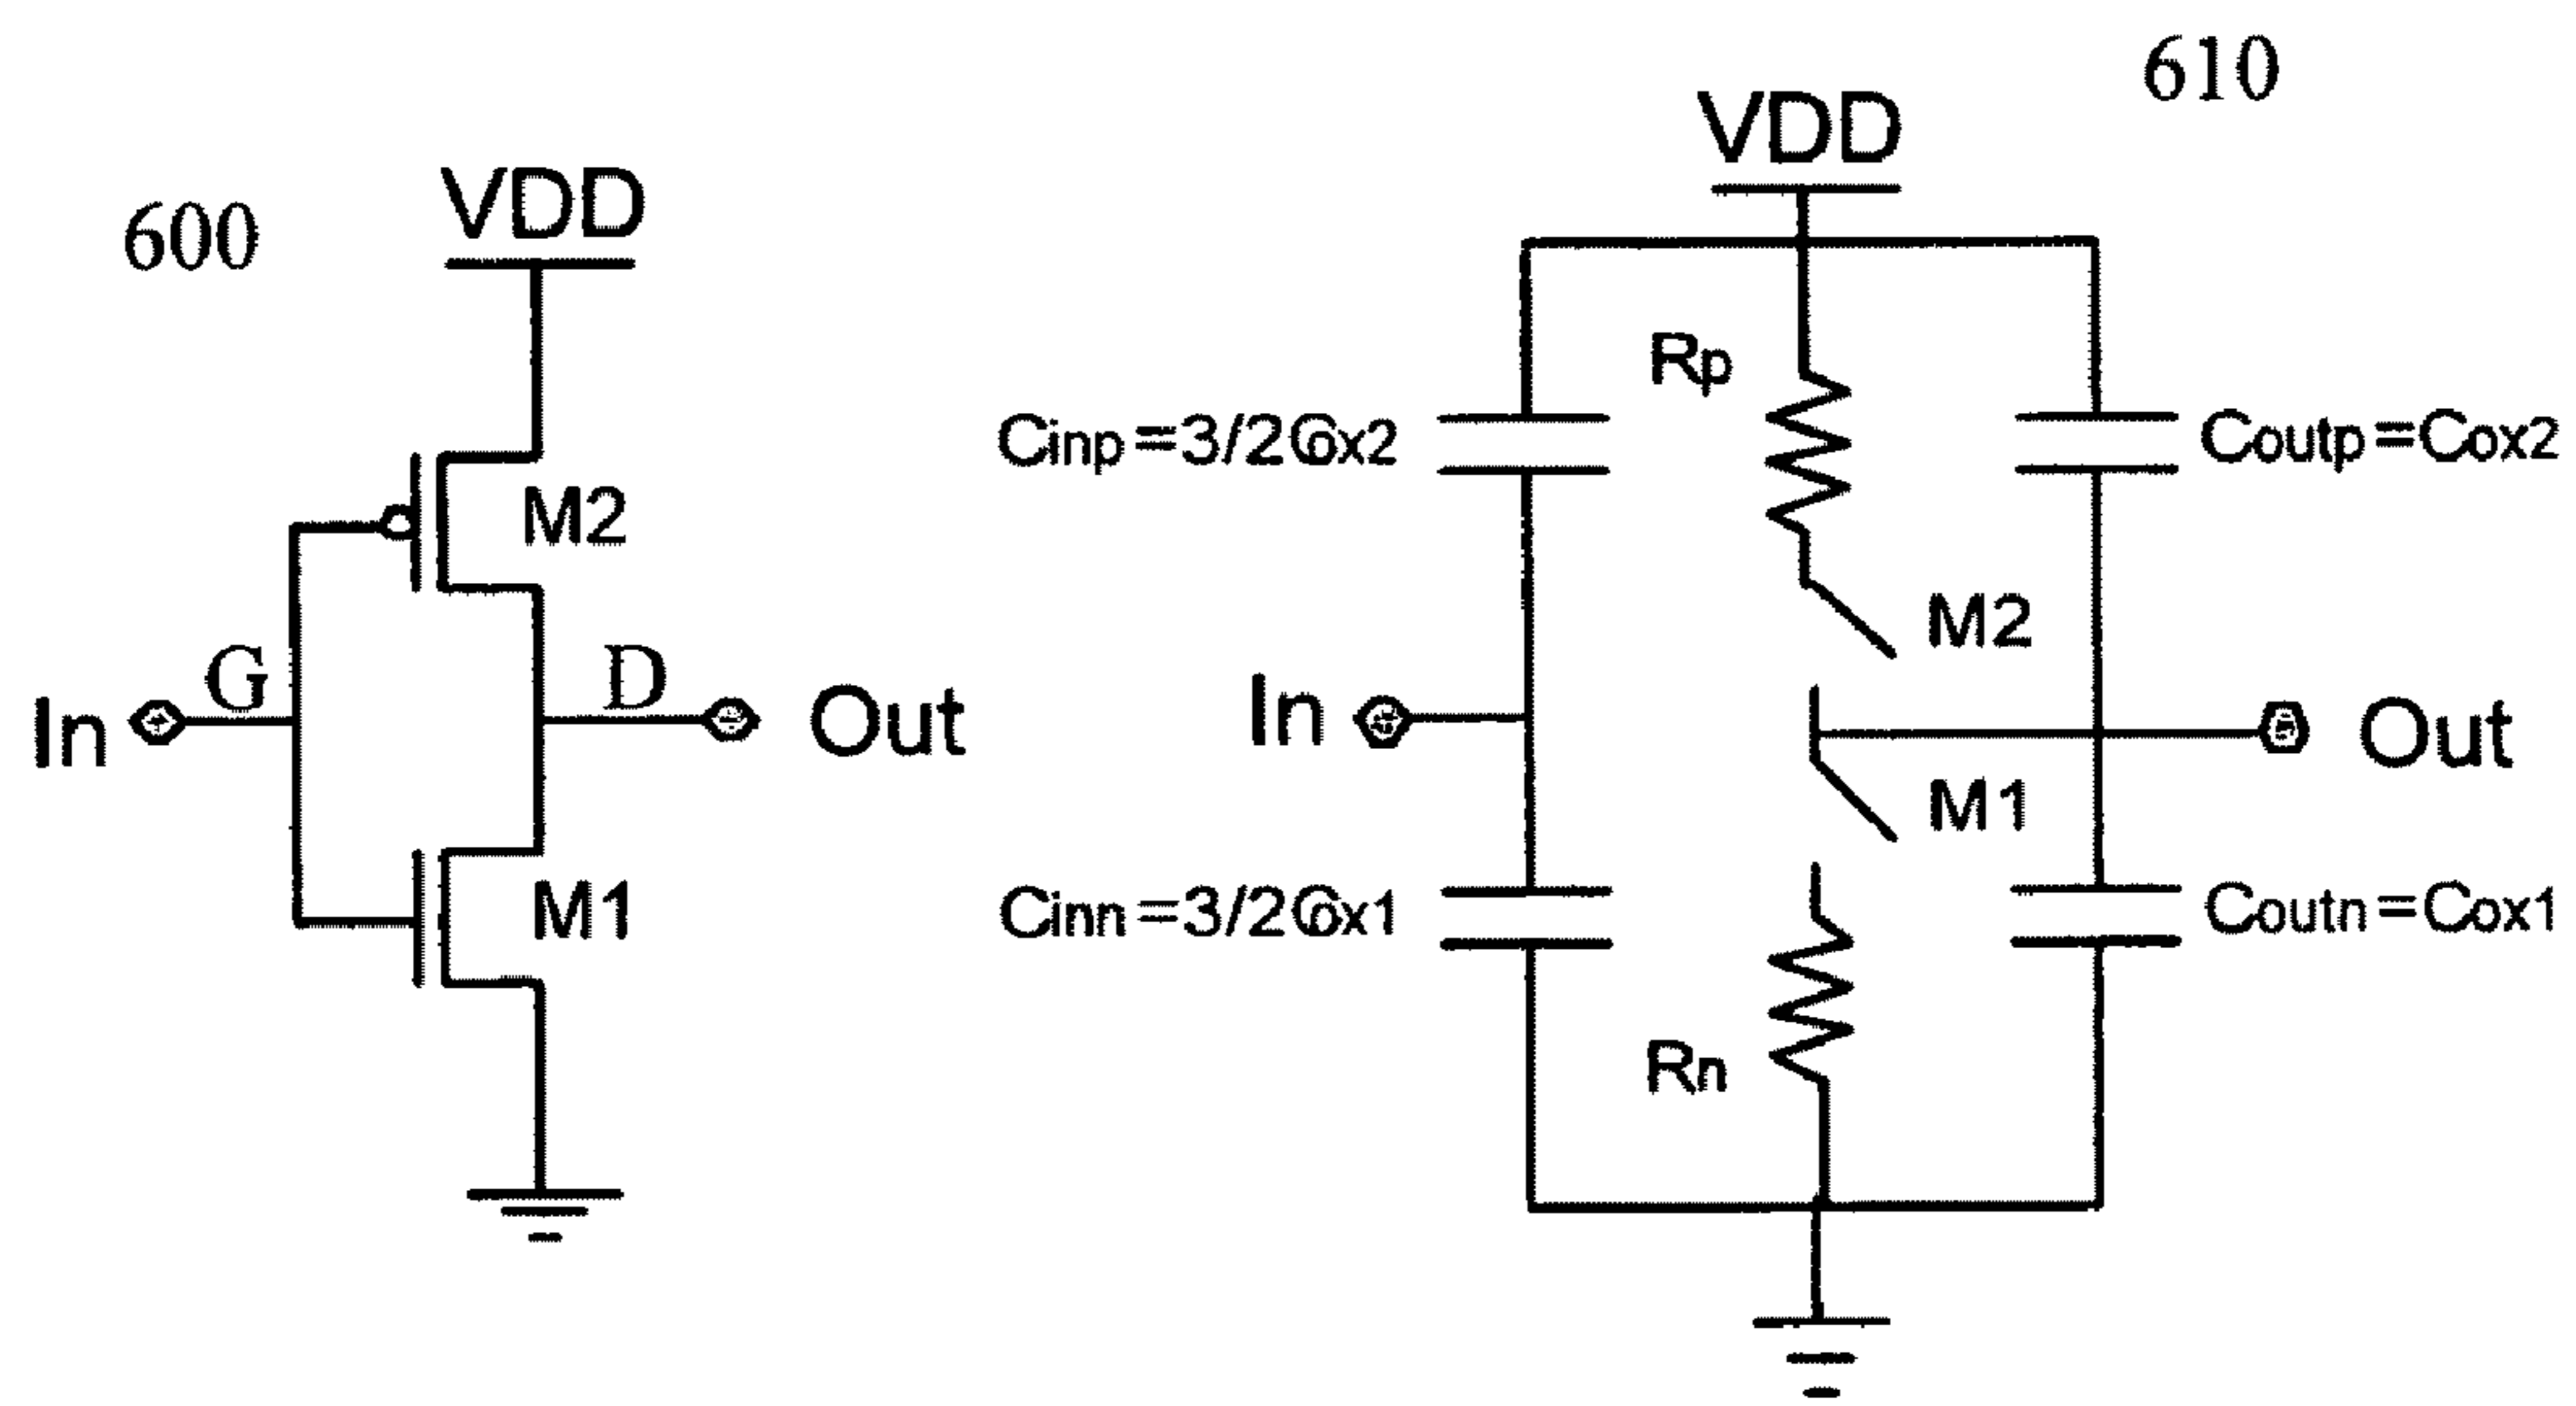 600
VDD
M2
G
D
In
Out
M1
610
VDD
Rp
Cinp=3/2Cox2
Coutp=Cox2
M2
In
Out
M1
Cinn=3/2Cox1
Coutn=Cox1
Rn